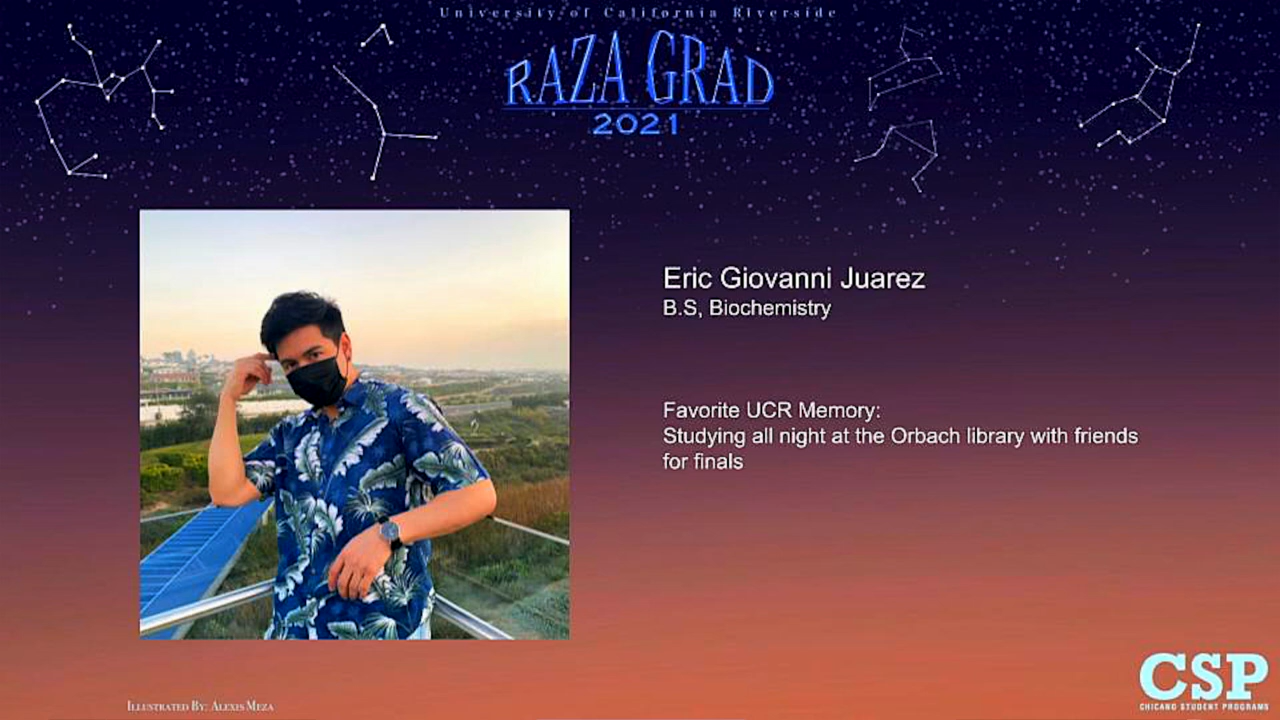 University of California Riverside
RAZA GRAD
2021
Eric Giovanni Juarez
B.S, Biochemistry
Favorite UCR Memory:
Studying all night at the Orbach library with friends
for finals
CSP
CHICANO STUDENT PROGRAMS
ILLUSTRATED BY: ALEXIS MEZA